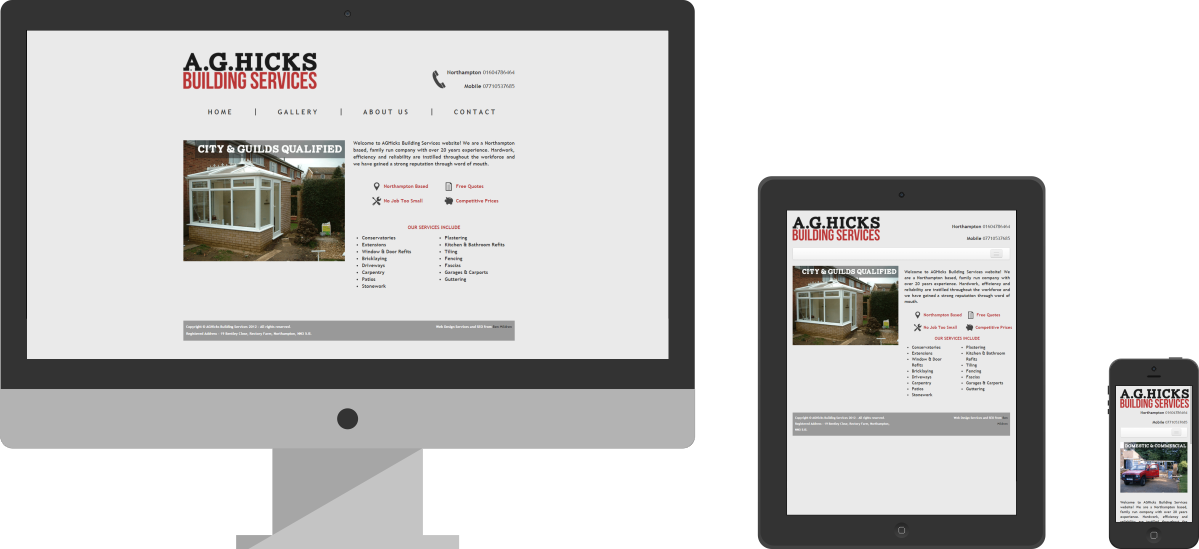 A.G.HICKS
BUILDING SERVICES
Northampton 01604786464
Mobile 07710537685
HOME | GALLERY | ABOUT US | CONTACT
CITY & GUILDS QUALIFIED
Welcome to AGHicks Building Services website! We are a Northampton
based, family run company with over 20 years experience. Hardwork,
efficiency and reliability are instilled throughout the workforce and
we have gained a strong reputation through word of mouth.
Northampton Based
Free Quotes
No Job Too Small
Competitive Prices
OUR SERVICES INCLUDE
• Conservatories
• Extensions
• Window & Door Refits
• Bricklaying
• Driveways
• Carpentry
• Patios
• Stonework
• Plastering
• Kitchen & Bathroom Refits
• Tiling
• Fencing
• Fascias
• Garages & Carports
• Guttering
Copyright © AGHicks Building Services 2013 - All rights reserved
Web Design Services and SEO from
Registered Address - 19 Bentley Close, Rectory Farm, Northampton,
A.G.HICKS
BUILDING SERVICES
Northampton 01604786464
Mobile 07710537685
CITY & GUILDS QUALIFIED
Welcome to AGHicks Building Services website! We
are a Northampton based, family run company with
over 20 years experience. Hardwork, efficiency and
reliability are instilled throughout the workforce and
we have gained a strong reputation through word of
mouth.
Northampton Based
Free Quotes
No Job Too Small
Competitive Prices
OUR SERVICES INCLUDE
• Conservatories
• Extensions
• Window & Door
Refits
• Bricklaying
• Driveways
• Carpentry
• Patios
• Stonework
• Plastering
• Kitchen & Bathroom
Refits
• Tiling
• Fencing
• Fascias
• Garages & Carports
• Guttering
Copyright © AGHicks Building Services 2013 - All rights reserved
Web Design Services and SEO from
Registered Address - 19 Bentley Close, Rectory Farm, Northampton,
A.G.HICKS
BUILDING SERVICES
Northampton 01604786464
Mobile 07710537685
DOMESTIC & COMMERCIAL
Welcome to AGHicks Building Services
website! We are a Northampton based,
family run company with over 20 years
experience. Hardwork, efficiency and